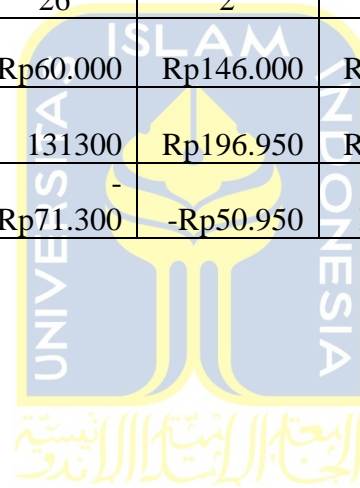 26 2
Rp60.000 Rp146.000 R
131300 Rp196.950 R
-
Rp71.300 -Rp50.950
ISLAM
UNIVERSITAS
INDONESIA